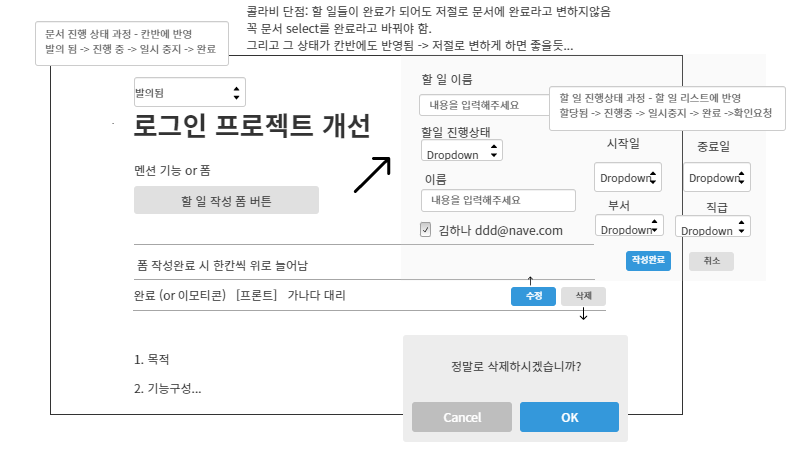 콜라비 단점: 할 일들이 완료가 되어도 저절로 문서에 완료라고 변하지않음
꼭 문서 select를 완료라고 바꿔야 함.
그리고 그 상태가 칸반에도 반영됨 -> 저절로 변하게 하면 좋을듯...
문서 진행 상태 과정 - 칸반에 반영
발의 됨 -> 진행 중 -> 일시 중지 -> 완료
발의됨
로그인 프로젝트 개선
멘션 기능 or 폼
할 일 작성 폼 버튼
할 일 이름
내용을 입력해주세요
할 일 진행상태 과정 - 할 일 리스트에 반영
할당됨 -> 진행중 -> 일시중지 -> 완료 ->확인요청
할일 진행상태
Dropdown
시작일
종료일
Dropdown
Dropdown
이름
내용을 입력해주세요
부서
직급
Dropdown
Dropdown
김하나 ddd@nave.com
작성완료
취소
폼 작성완료 시 한칸씩 위로 늘어남
완료 (or 이모티콘) [프론트] 가나다 대리
수정
삭제
1. 목적
2. 기능구성...
정말로 삭제하시겠습니까?
Cancel
OK